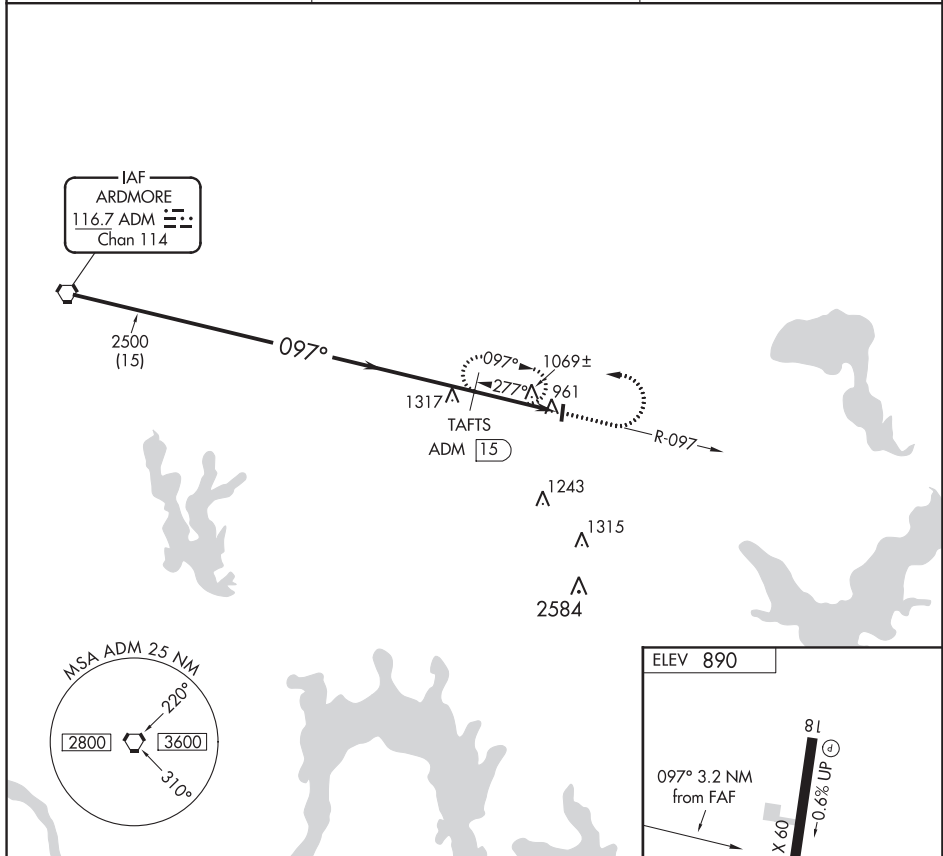 IAF
ARDMORE
116.7 ADM
Chan 114
2500
(15)
097°
097°
277°
1069±
961
1317
TAFTS
ADM 15
R-097
1243
1315
2584
MSA ADM 25 NM
220°
2800
3600
310°
ELEV 890
18
P
0.6% UP
097° 3.2 NM
from FAF
X 60